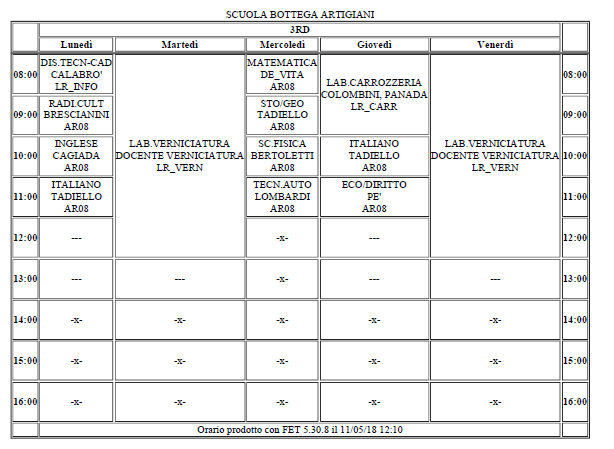 SCUOLA BOTTEGA ARTIGIANI
3RD
Lunedì Martedì Mercoledì Giovedì Venerdì
08:00 DIS.TECN-CAD MATEMATICA 08:00
CALABRO' DE_VITA
LR_INFO AR08
LAB.CARROZZERIA
COLOMBINI, PANADA
LR_CARR
09:00 RADI.CULT STO/GEO 09:00
BRESCIANINI TADIELLO
AR08 AR08
LAB.VERNICIATURA
DOCENTE VERNICIATURA
LR_VERN
LAB.VERNICIATURA
DOCENTE VERNICIATURA
LR_VERN
10:00 INGLESE SC.FISICA ITALIANO 10:00
CAGIADA BERTOLETTI TADIELLO
AR08 AR08 AR08
11:00 ITALIANO TECN.AUTO ECO/DIRITTO 11:00
TADIELLO LOMBARDI PE'
AR08 AR08 AR08
12:00 --- -x- --- 12:00
13:00 --- --- -x- --- --- 13:00
14:00 -x- -x- -x- -x- -x- 14:00
15:00 -x- -x- -x- -x- -x- 15:00
16:00 -x- -x- -x- -x- -x- 16:00
Orario prodotto con FET 5.30.8 il 11/05/18 12:10